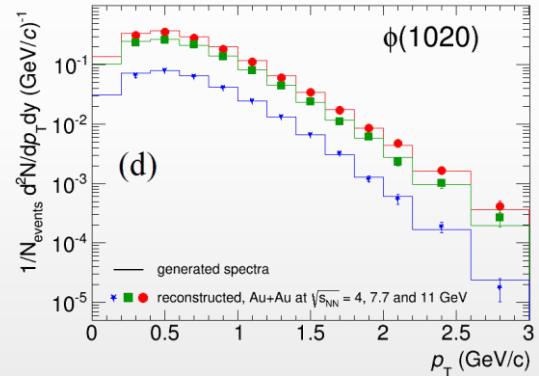 1/N_events d²N/dp_Tdy (GeV/c)⁻¹
φ(1020)
10⁻¹
10⁻²
(d)
10⁻³
10⁻⁴
generated spectra
reconstructed, Au+Au at √s_NN = 4, 7.7 and 11 GeV
10⁻⁵
0 0.5 1 1.5 2 2.5 3
p_T (GeV/c)